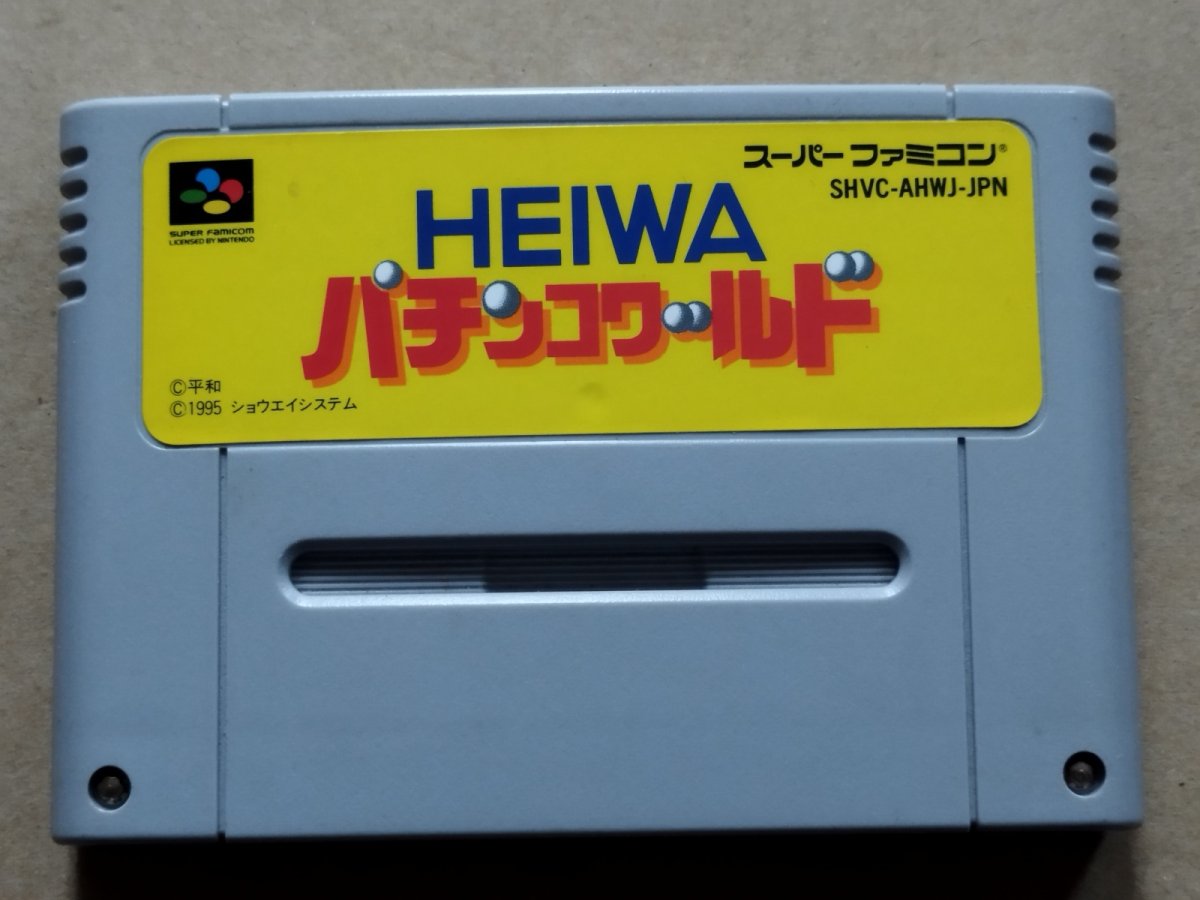 スーパーファミコン®
SHVC-AHWJ-JPN
SUPER FAMICOM
LICENSED BY NINTENDO
HEIWA
パチンコワールド
©平和
©1995 ショウエイシステム